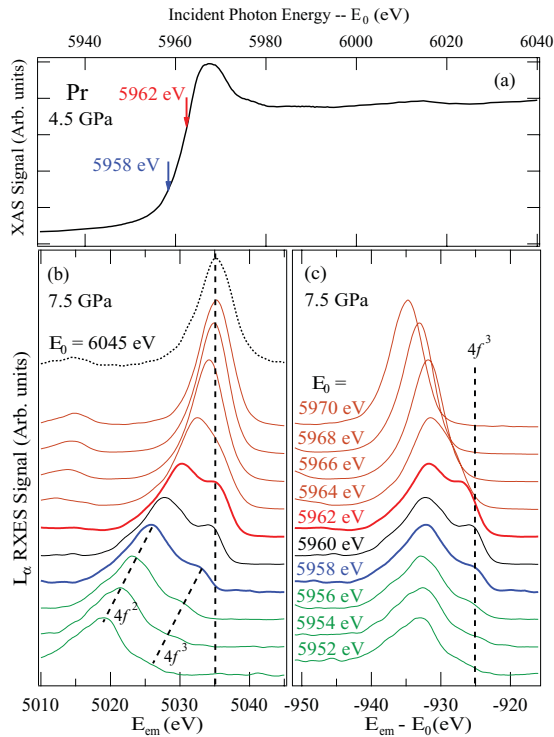 Incident Photon Energy -- E₀ (eV)
5940 5960 5980 6000 6020 6040
XAS Signal (Arb. units)
Pr
4.5 GPa
(a)
5962 eV
5958 eV
Lα RXES Signal (Arb. units)
(b)
7.5 GPa
E₀ = 6045 eV
4f²
4f³
5010 5020 5030 5040
E_em (eV)
(c)
7.5 GPa
4f³
E₀ =
5970 eV
5968 eV
5966 eV
5964 eV
5962 eV
5960 eV
5958 eV
5956 eV
5954 eV
5952 eV
-950 -940 -930 -920
E_em - E₀(eV)